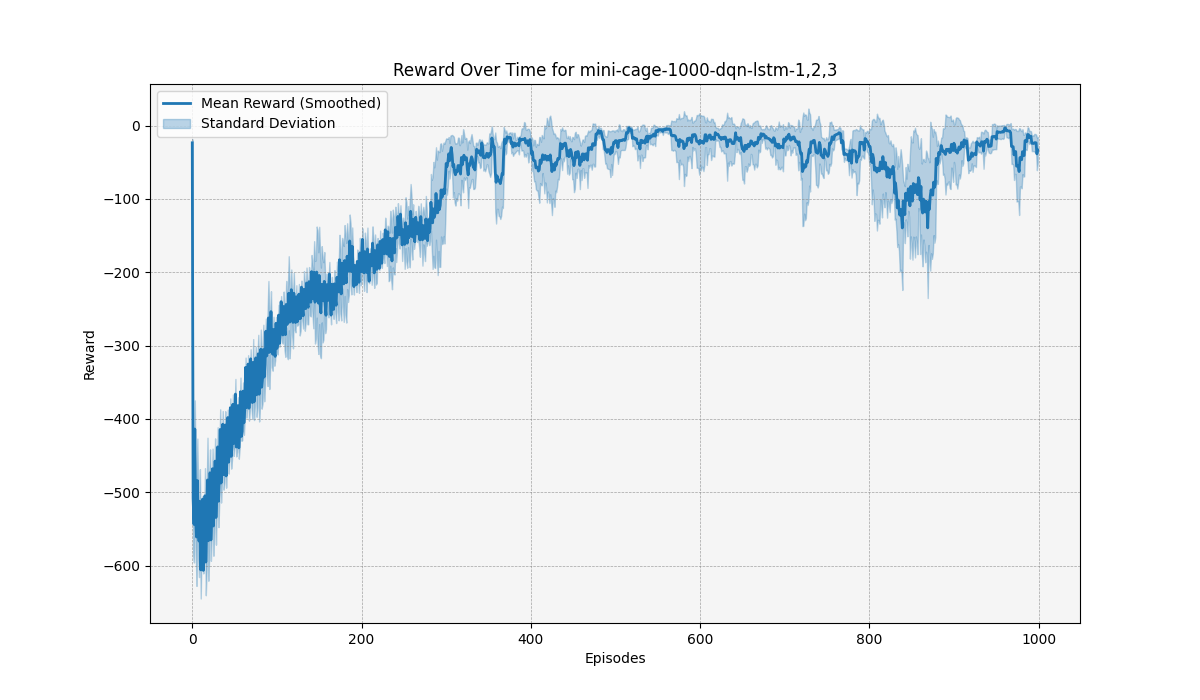 Reward Over Time for mini-cage-1000-dqn-lstm-1,2,3
Mean Reward (Smoothed)
Standard Deviation
Reward
0
−100
−200
−300
−400
−500
−600
0 200 400 600 800 1000
Episodes